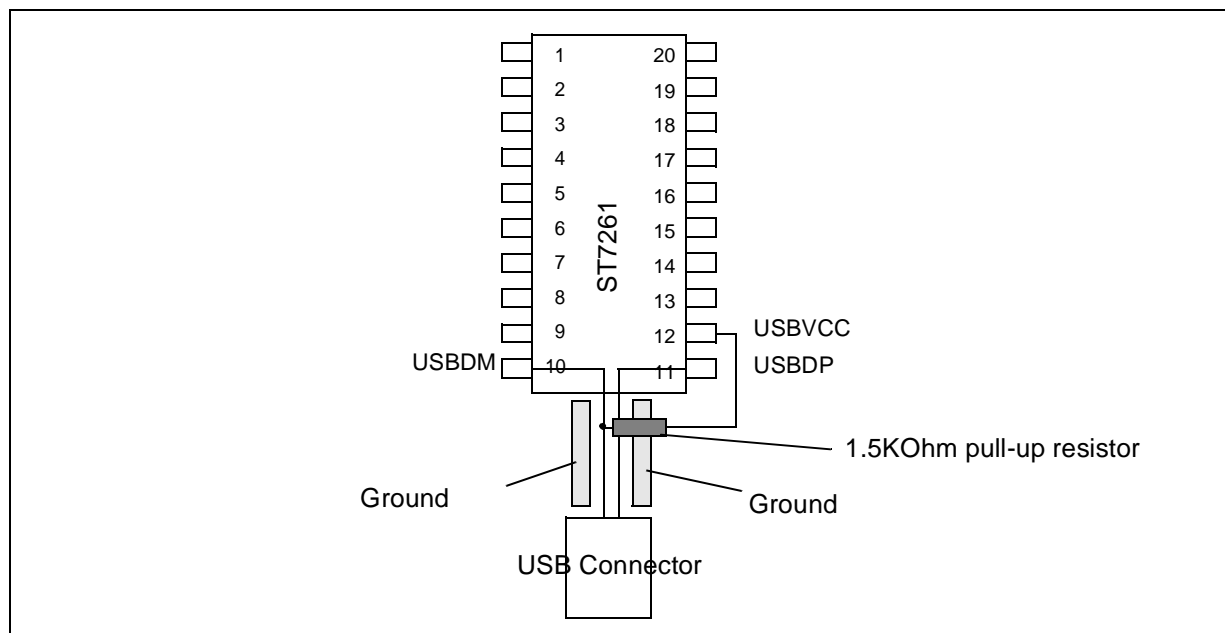 1 20
2 19
3 18
4 17
5 16
6 15
7 14
8 13
9 12 USBVCC
USBDM 10 11 USBDP
ST7261
1.5KOhm pull-up resistor
Ground Ground
USB Connector